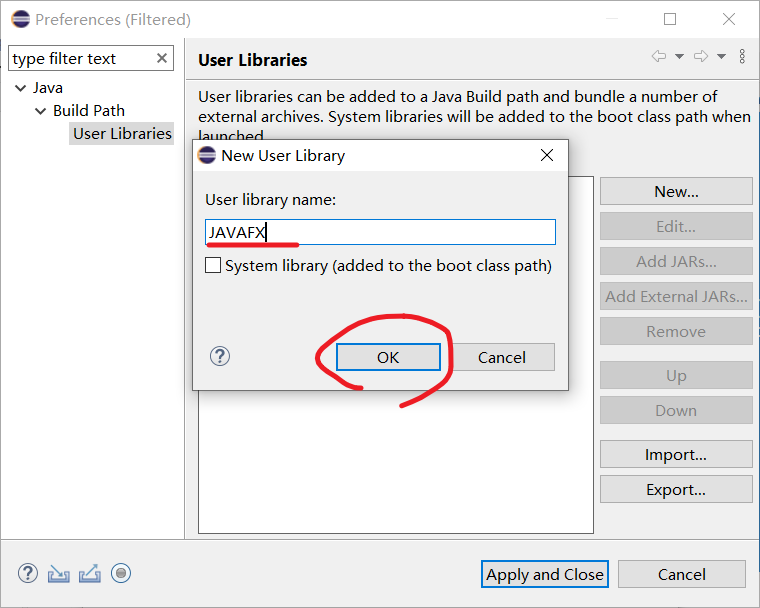 Preferences (Filtered)
type filter text
User Libraries
Java
Build Path
User Libraries
User libraries can be added to a Java Build path and bundle a number of
external archives. System libraries will be added to the boot class path when
launched.
New User Library
User library name:
JAVAFX
System library (added to the boot class path)
OK
Cancel
New...
Edit...
Add JARs...
Add External JARs...
Remove
Up
Down
Import...
Export...
Apply and Close
Cancel